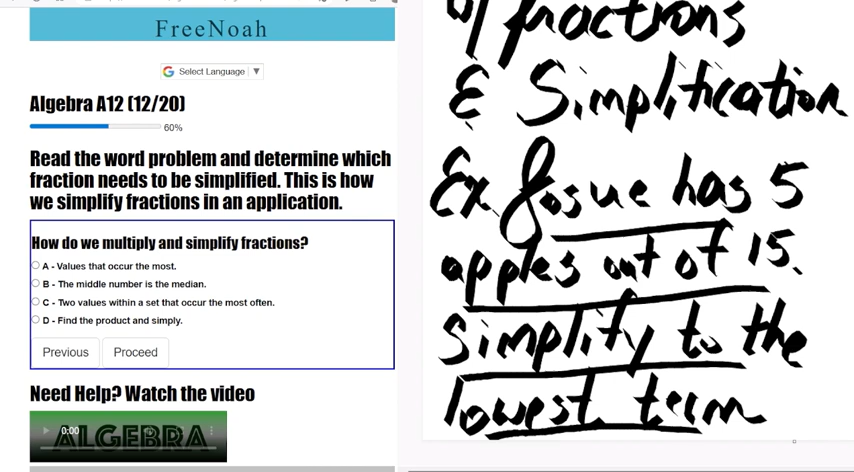 FreeNoah
Select Language
Algebra A12 (12/20)
60%
Read the word problem and determine which
fraction needs to be simplified. This is how
we simplify fractions in an application.
How do we multiply and simplify fractions?
A - Values that occur the most.
B - The middle number is the median.
C - Two values within a set that occur the most often.
D - Find the product and simply.
Previous Proceed
Need Help? Watch the video
0:00
ALGEBRA
of fractions
& Simplification
Ex Josue has 5
apples out of 15.
simplify to the
lowest term